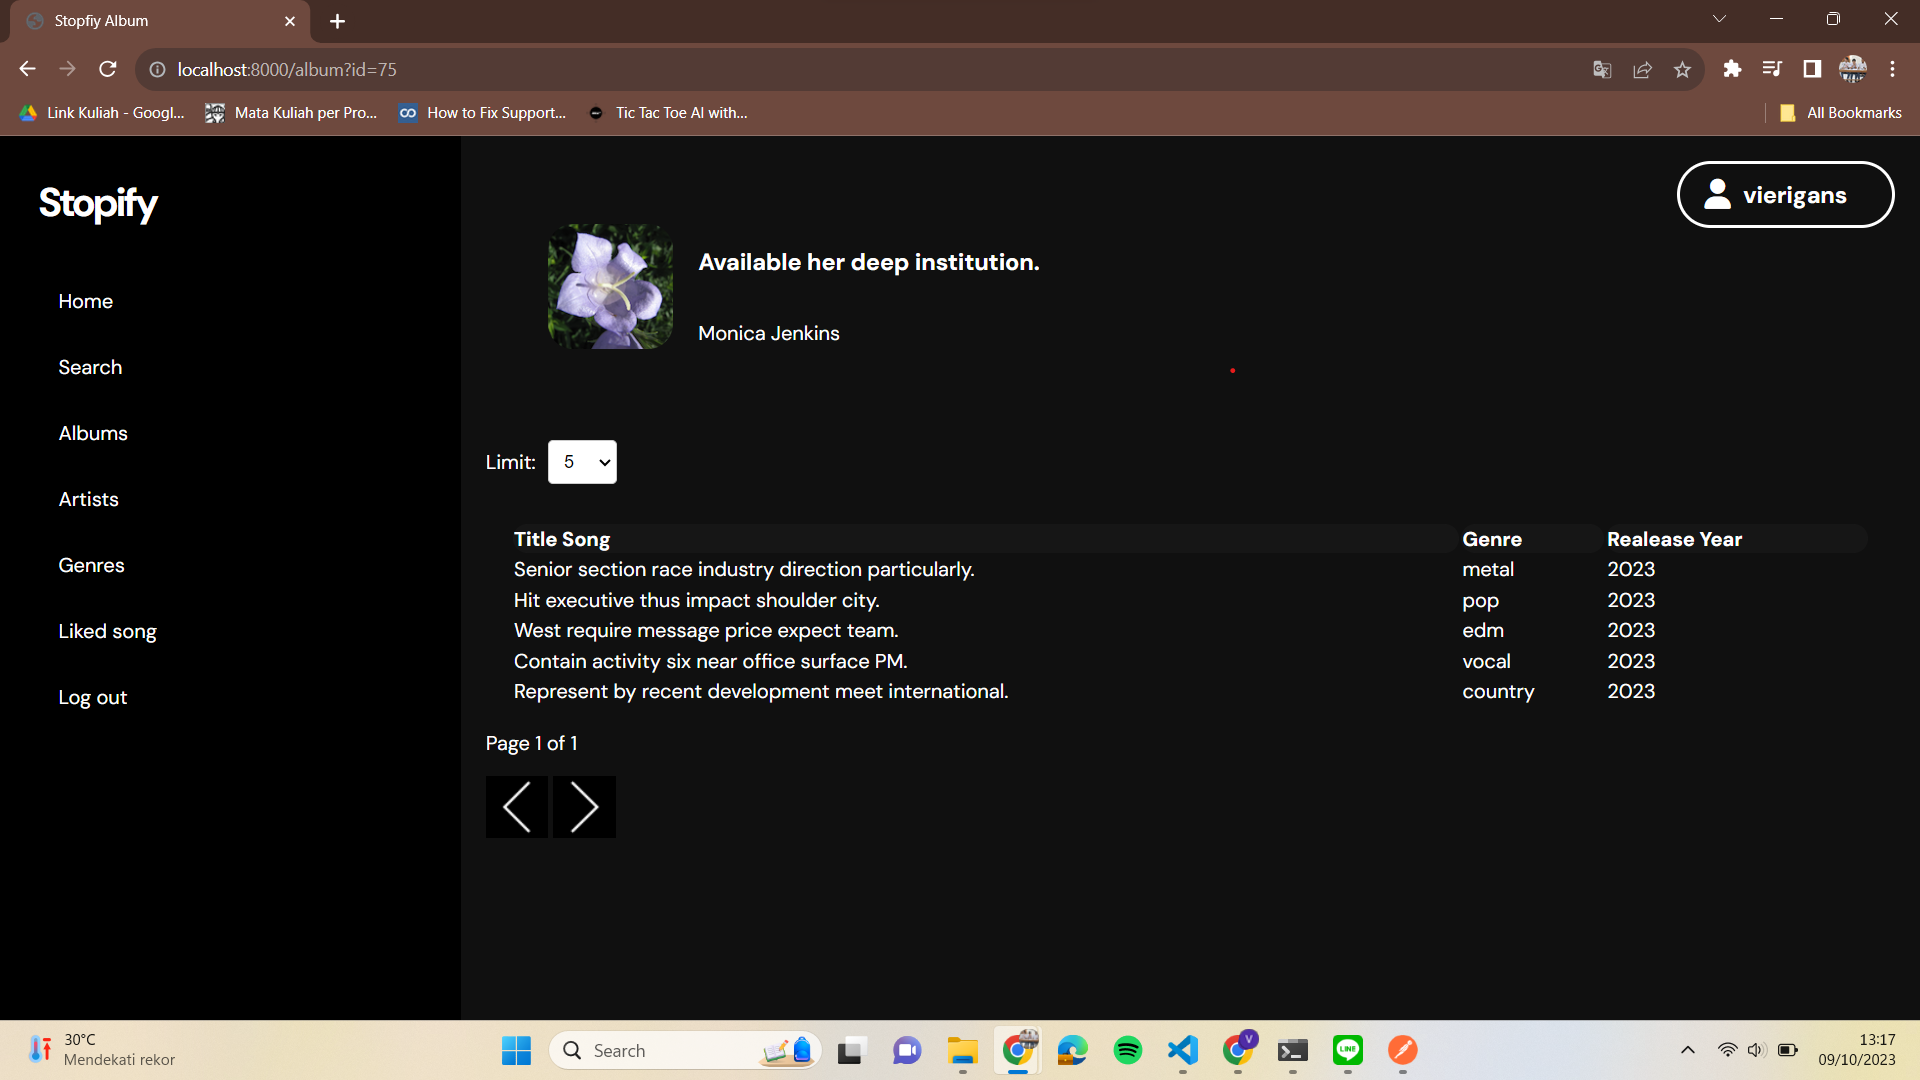 Stopfiy Album
localhost:8000/album?id=75
Link Kuliah - Googl...
Mata Kuliah per Pro...
How to Fix Support...
Tic Tac Toe AI with...
All Bookmarks
Stopify
vierigans
Home
Search
Albums
Artists
Genres
Liked song
Log out
Available her deep institution.
Monica Jenkins
Limit: 5
Title Song Genre Realease Year
Senior section race industry direction particularly. metal 2023
Hit executive thus impact shoulder city. pop 2023
West require message price expect team. edm 2023
Contain activity six near office surface PM. vocal 2023
Represent by recent development meet international. country 2023
Page 1 of 1
30°C
Mendekati rekor
Search
V
LINE
13:17
09/10/2023